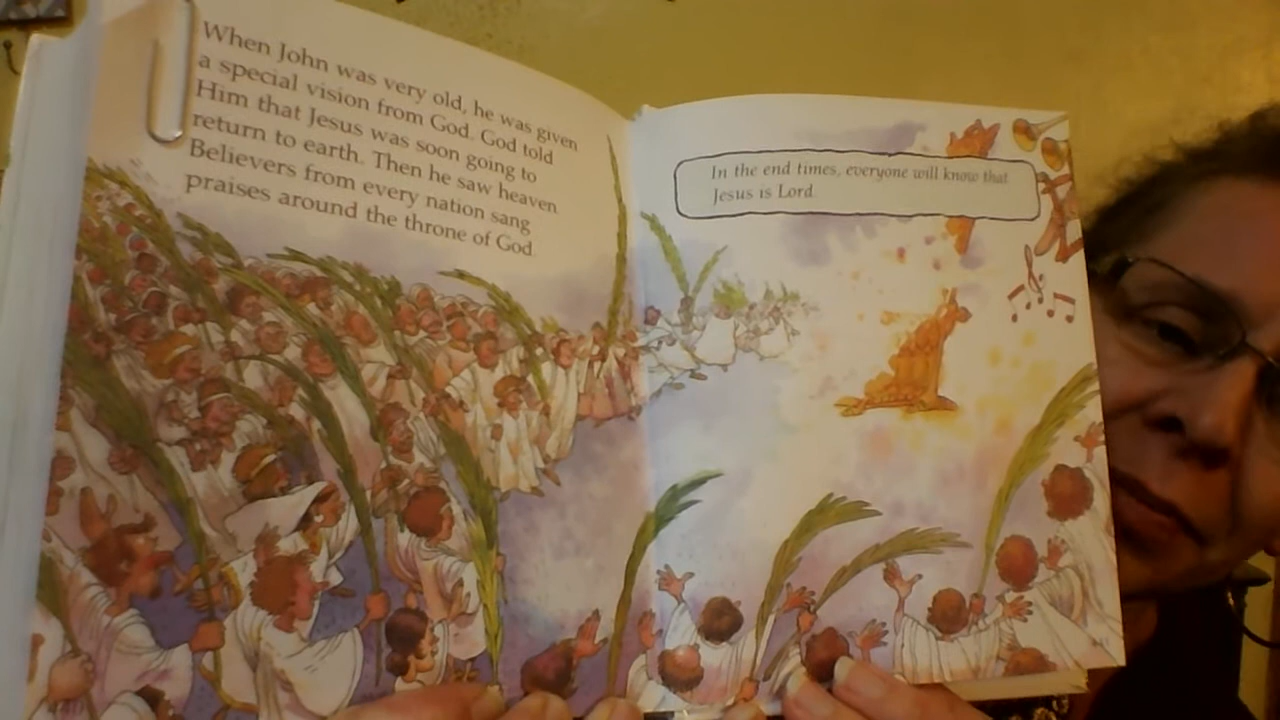 When John was very old, he was given
a special vision from God. God told
Him that Jesus was soon going to
return to earth. Then he saw heaven.
Believers from every nation sang
praises around the throne of God.
In the end times, everyone will know that
Jesus is Lord.